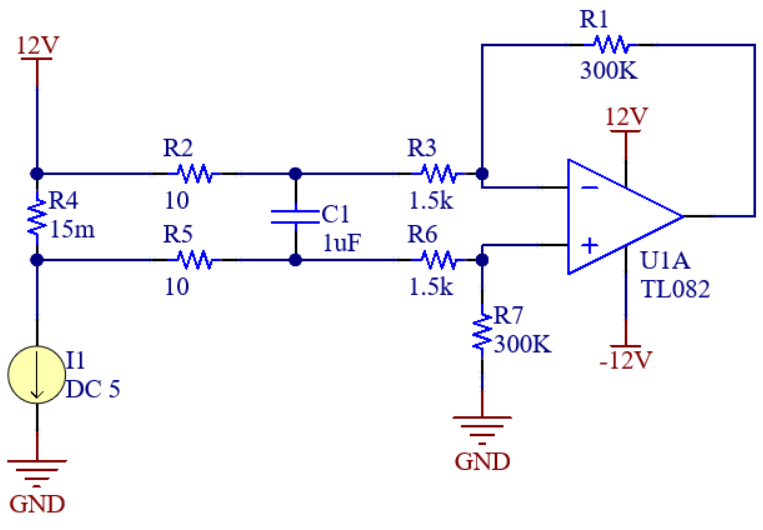 R1
300K
12V
12V
R2
10
R3
1.5k
−
R4
15m
C1
1uF
R5
10
R6
1.5k
+
U1A
TL082
R7
300K
-12V
I1
DC 5
GND
GND